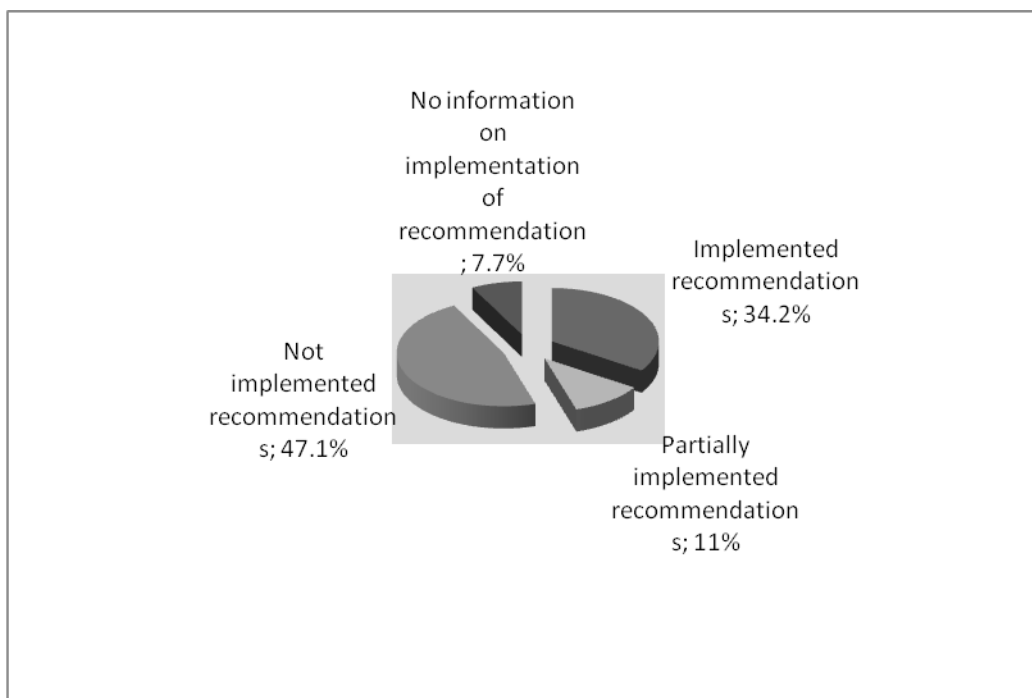 No information
on
implementation
of
recommendation
; 7.7%
Implemented
recommendation
s; 34.2%
Not
implemented
recommendation
s; 47.1%
Partially
implemented
recommendation
s; 11%